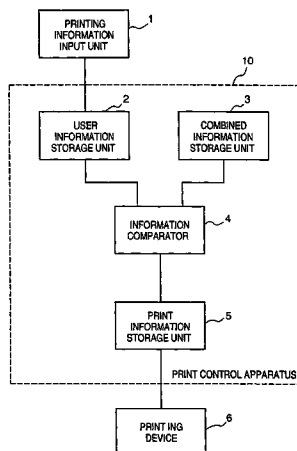 1
PRINTING
INFORMATION
INPUT UNIT
10
2
USER
INFORMATION
STORAGE UNIT
3
COMBINED
INFORMATION
STORAGE UNIT
4
INFORMATION
COMPARATOR
5
PRINT
INFORMATION
STORAGE UNIT
PRINT CONTROL APPARATUS
6
PRINTING
DEVICE